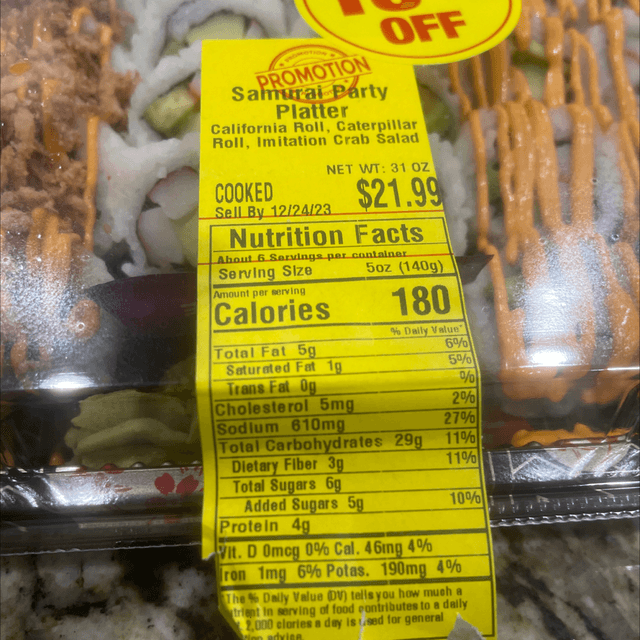 OFF
PROMOTION
PROMOTION
Samurai Party
Platter
California Roll, Caterpillar
Roll, Imitation Crab Salad
NET WT: 31 OZ
COOKED $21.99
Sell By 12/24/23
Nutrition Facts
About 6 Servings per container
Serving Size 5oz (140g)
Amount per serving
Calories 180
% Daily Value*
Total Fat 5g 6%
Saturated Fat 1g 5%
Trans Fat 0g %
Cholesterol 5mg 2%
Sodium 610mg 27%
Total Carbohydrates 29g 11%
Dietary Fiber 3g 11%
Total Sugars 6g
Added Sugars 5g 10%
Protein 4g
Vit. D 0mcg 0% Cal. 46mg 4%
Iron 1mg 6% Potas. 190mg 4%
*The % Daily Value (DV) tells you how much a
trient in serving of food contributes to a daily
2,000 clories a day is used for general
advice.